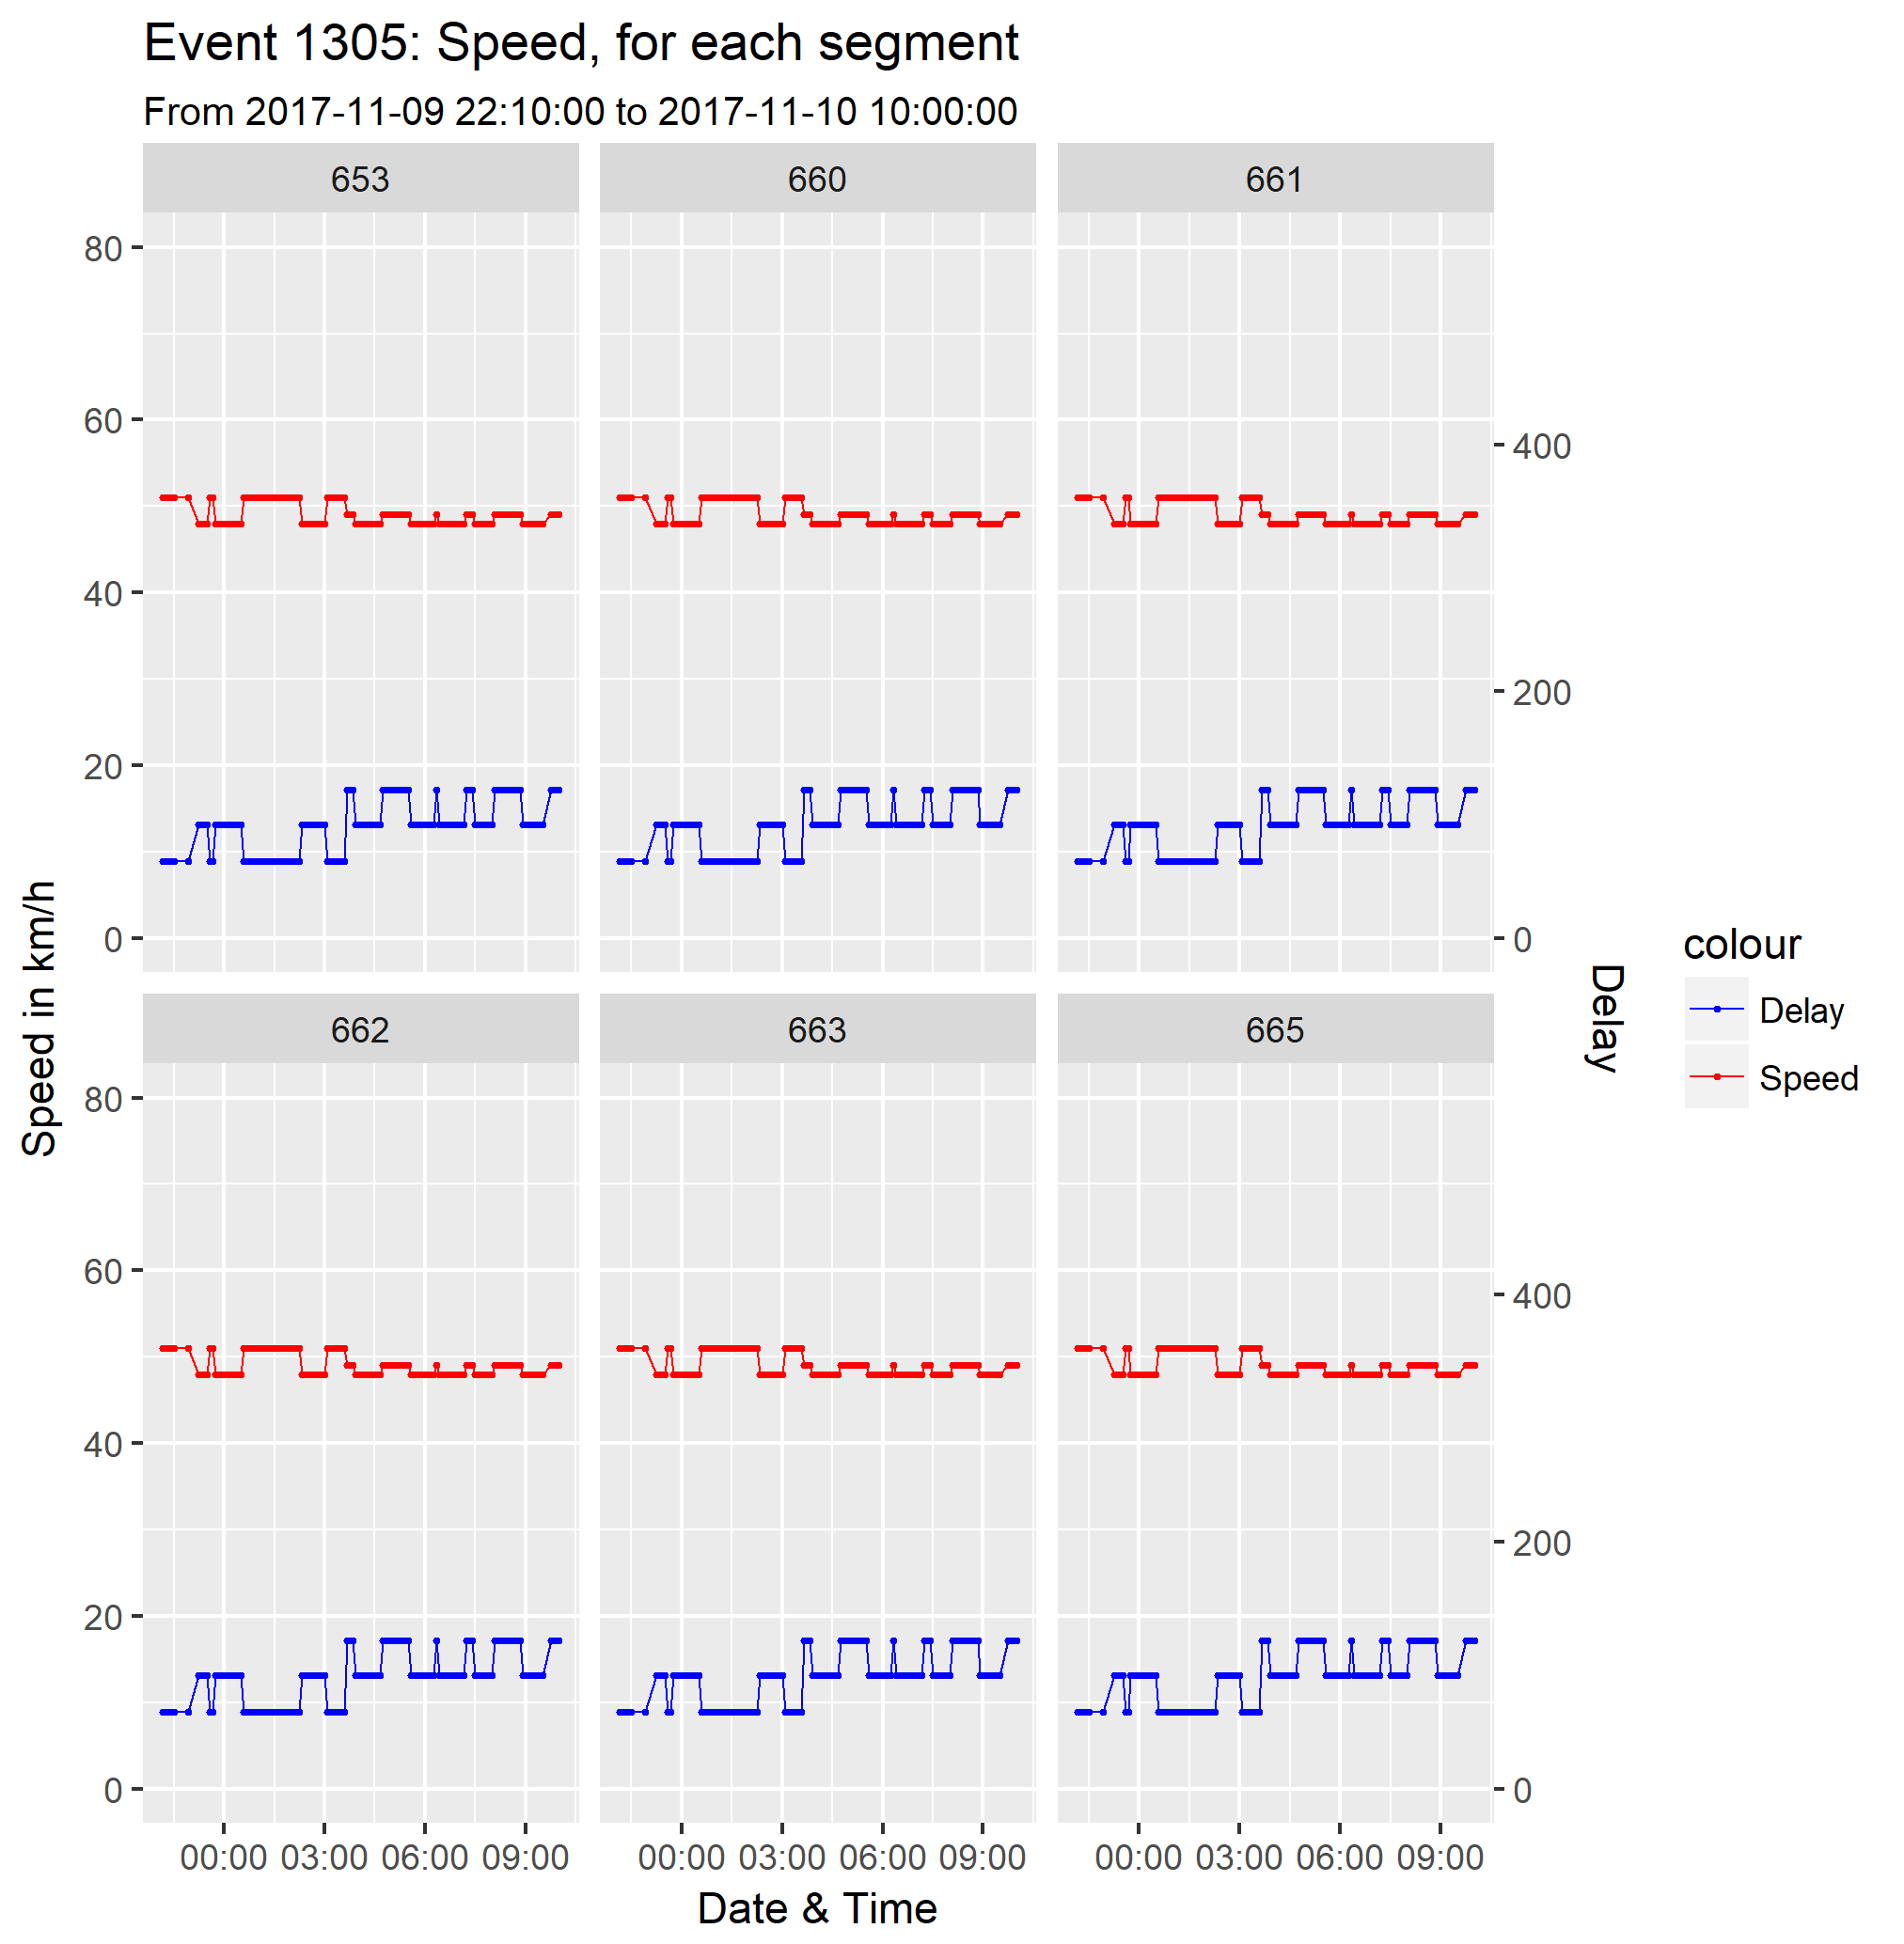 Event 1305: Speed, for each segment
From 2017-11-09 22:10:00 to 2017-11-10 10:00:00
653 660 661
80
60
40
20
0
400
200
0
662 663 665
80
60
40
20
0
400
200
0
00:00 03:00 06:00 09:00 00:00 03:00 06:00 09:00 00:00 03:00 06:00 09:00
Date & Time
Speed in km/h
Delay
colour
Delay
Speed